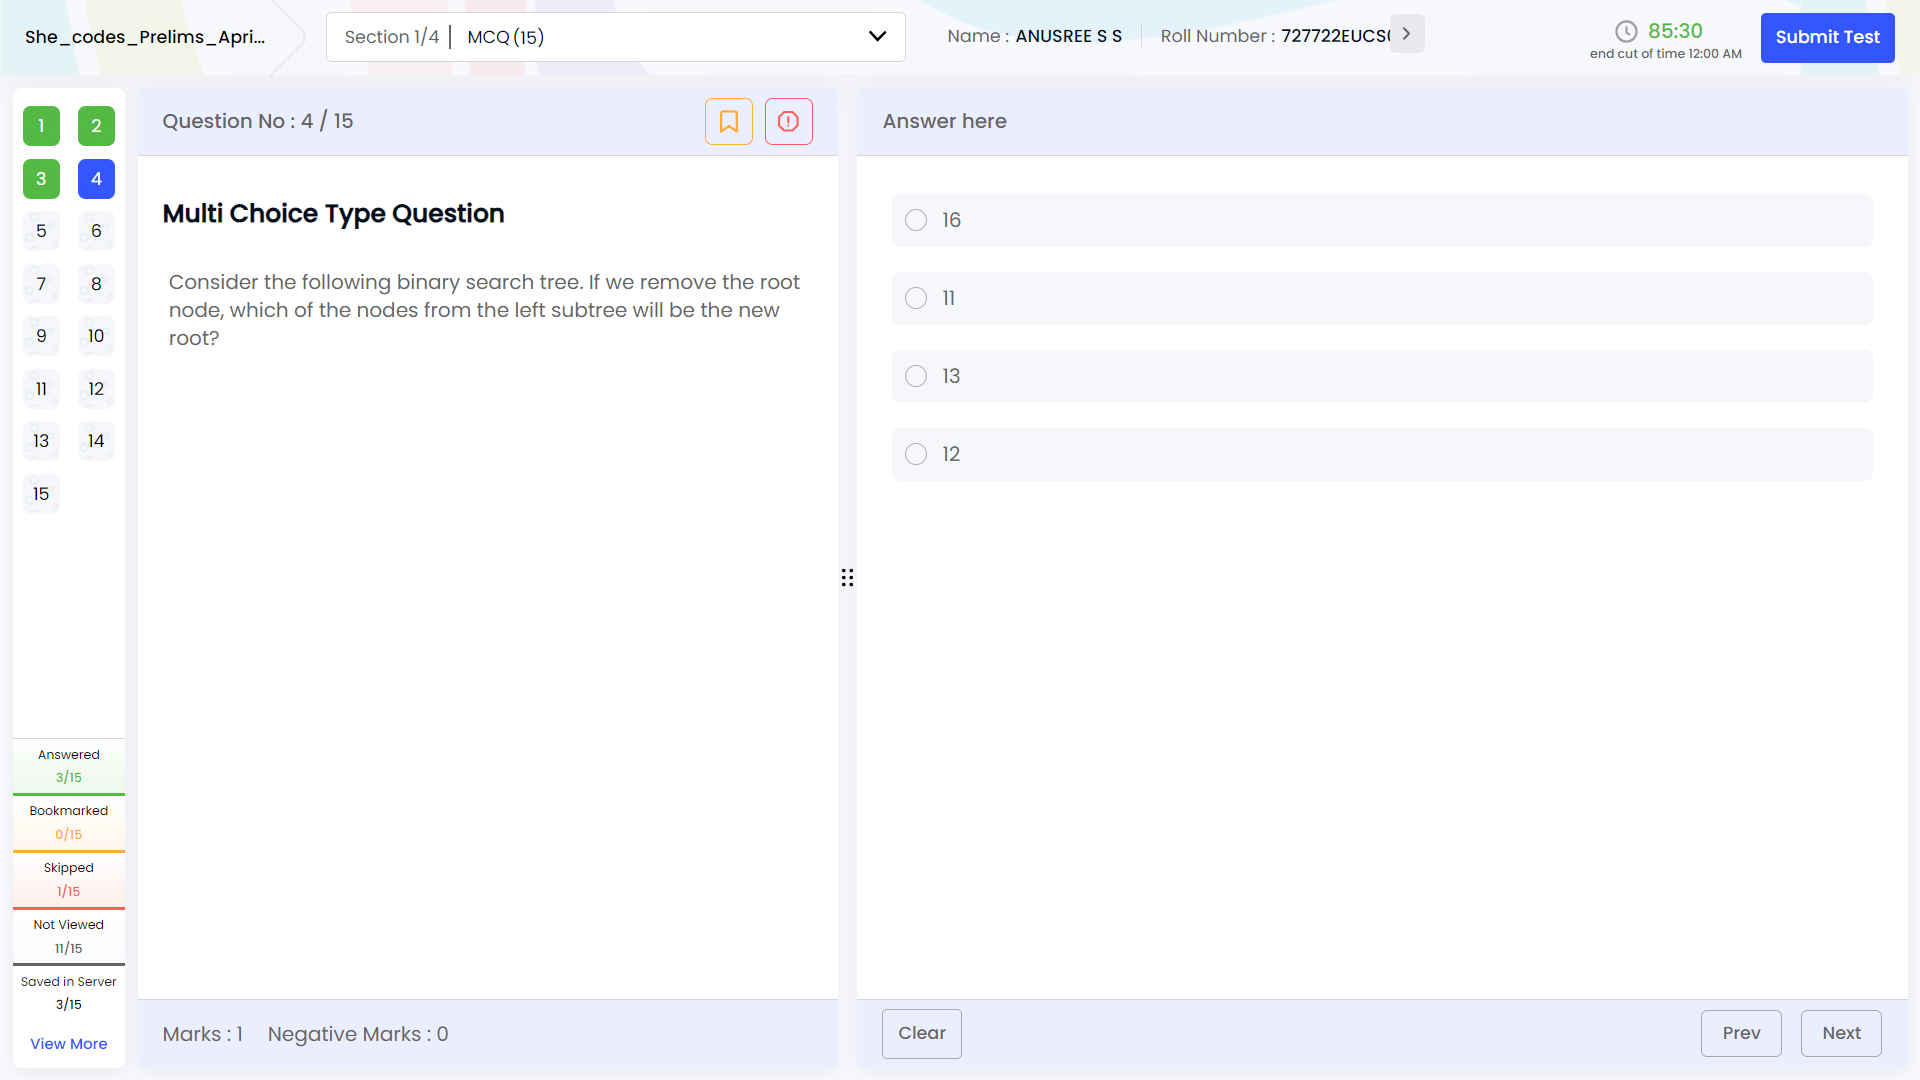 She_codes_Prelims_Apri...
Section 1/4
MCQ (15)
Name : ANUSREE S S
Roll Number :
85:30
end cut of time 12:00 AM
Submit Test
1
2
3
4
5
6
7
8
9
10
11
12
13
14
15
Answered
3/15
Bookmarked
0/15
Skipped
1/15
Not Viewed
11/15
Saved in Server
3/15
View More
Question No : 4 / 15
Multi Choice Type Question
Consider the following binary search tree. If we remove the root
node, which of the nodes from the left subtree will be the new
root?
Marks : 1
Negative Marks : 0
Answer here
16
11
13
12
Clear
Prev
Next